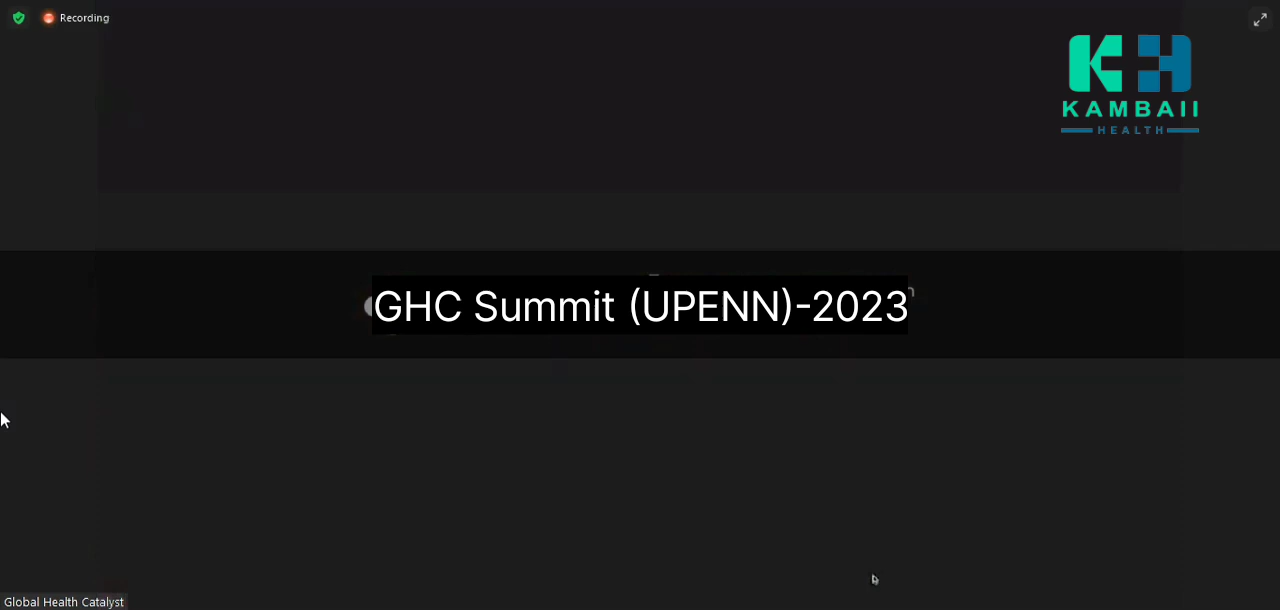 Recording
KAMBAII
HEALTH
GHC Summit (UPENN)-2023
Global Health Catalyst